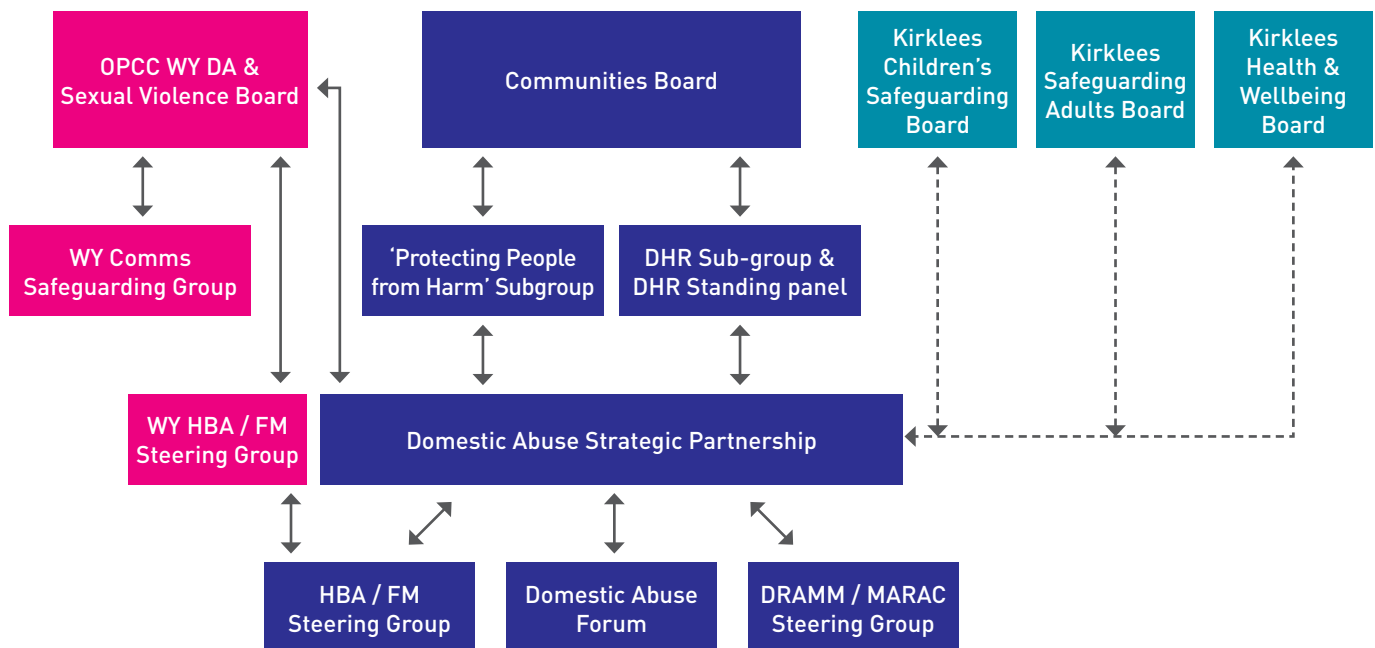 OPCC WY DA &
Sexual Violence Board
Communities Board
Kirklees
Children’s
Safeguarding
Board
Kirklees
Safeguarding
Adults Board
Kirklees
Health &
Wellbeing
Board
WY Comms
Safeguarding Group
‘Protecting People
from Harm’ Subgroup
DHR Sub-group &
DHR Standing panel
WY HBA / FM
Steering Group
Domestic Abuse Strategic Partnership
HBA / FM
Steering Group
Domestic Abuse
Forum
DRAMM / MARAC
Steering Group